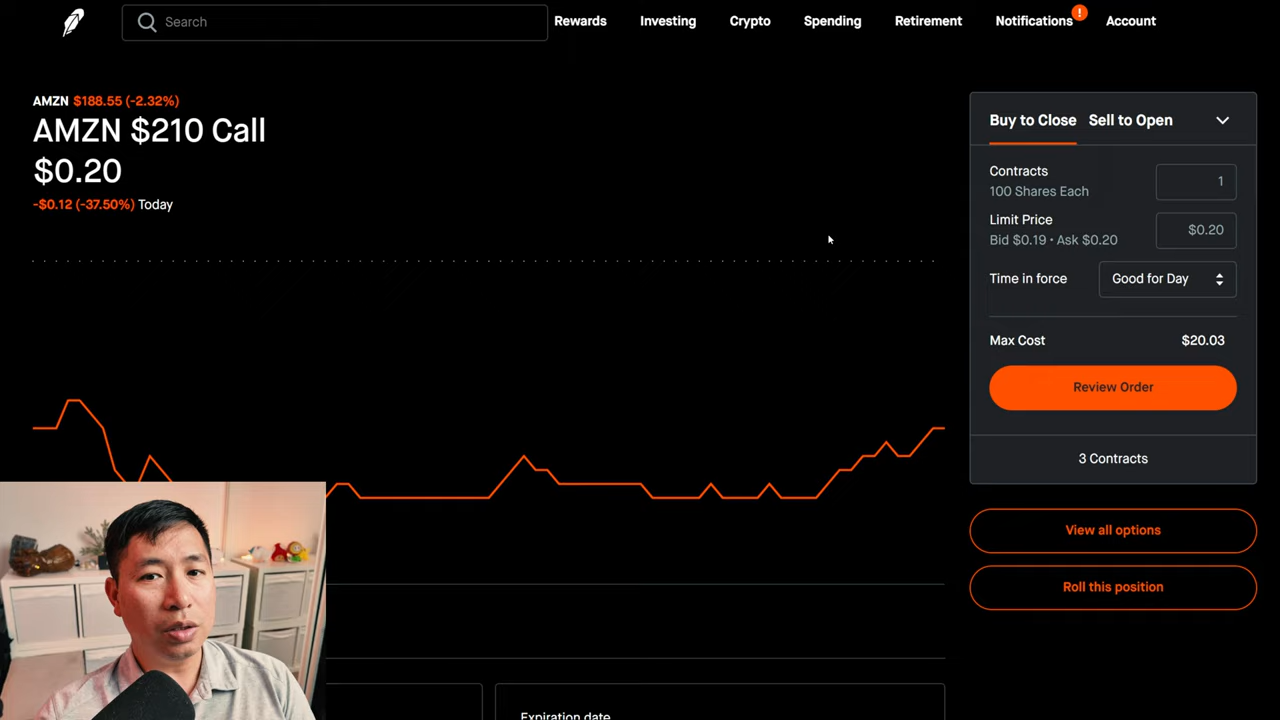 Search
Rewards
Investing
Crypto
Spending
Retirement
Notifications
!
Account
AMZN $188.55 (-2.32%)
AMZN $210 Call
$0.20
-$0.12 (-37.50%) Today
Buy to Close
Sell to Open
Contracts
100 Shares Each
1
Limit Price
Bid $0.19 • Ask $0.20
$0.20
Time in force
Good for Day
Max Cost
$20.03
Review Order
3 Contracts
View all options
Roll this position
Expiration date